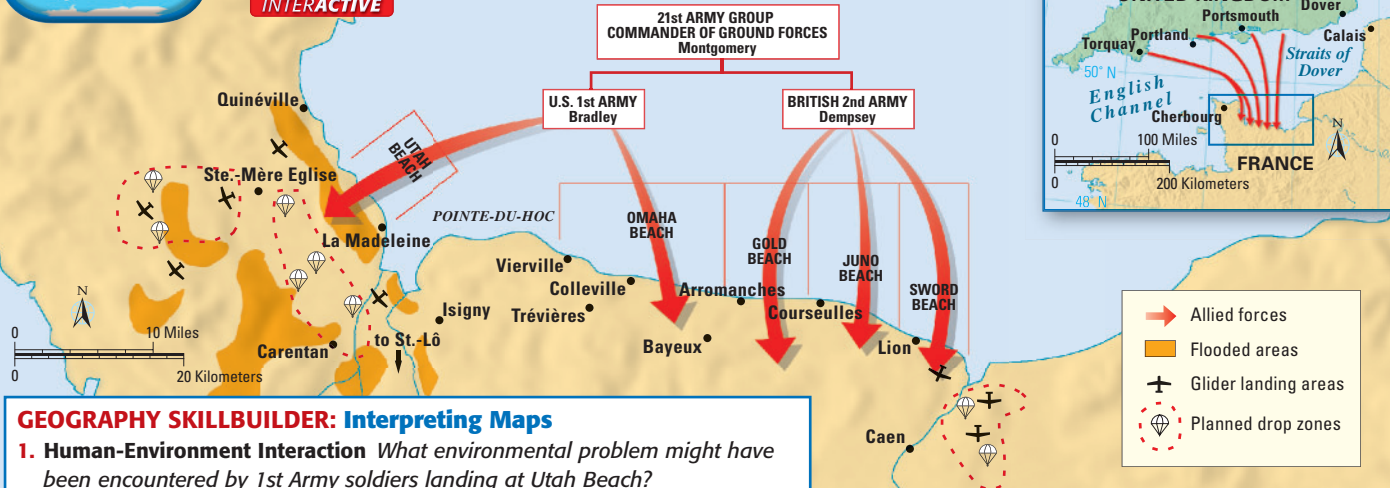 INTERACTIVE
21st ARMY GROUP
COMMANDER OF GROUND FORCES
Montgomery
U.S. 1st ARMY
Bradley
BRITISH 2nd ARMY
Dempsey
UNITED KINGDOM
Dover
Portsmouth
Portland
Calais
Torquay
Straits of
Dover
50° N
English
Channel
Cherbourg
N
0
100 Miles
0
200 Kilometers
FRANCE
48° N
Quinéville
UTAH
BEACH
Ste.-Mère Eglise
POINTE-DU-HOC
La Madeleine
OMAHA
BEACH
GOLD
BEACH
JUNO
BEACH
SWORD
BEACH
Vierville
Colleville
Arromanches
Isigny
Trévières
Courseulles
Bayeux
Lion
to St.-Lô
Carentan
Caen
N
0
10 Miles
0
20 Kilometers
Allied forces
Flooded areas
Glider landing areas
Planned drop zones
GEOGRAPHY SKILLBUILDER: Interpreting Maps
1. Human-Environment Interaction What environmental problem might have
been encountered by 1st Army soldiers landing at Utah Beach?